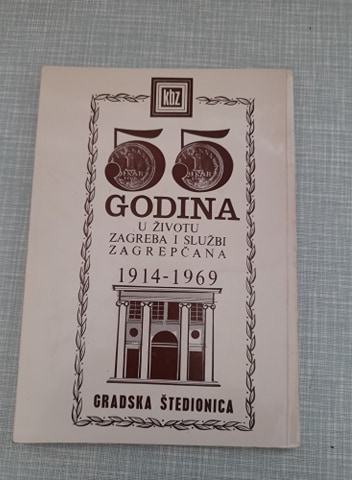 kbz
55
GODINA
U ŽIVOTU
ZAGREBA I SLUŽBI
ZAGREPČANA
1914-1969
GRADSKA ŠTEDIONICA